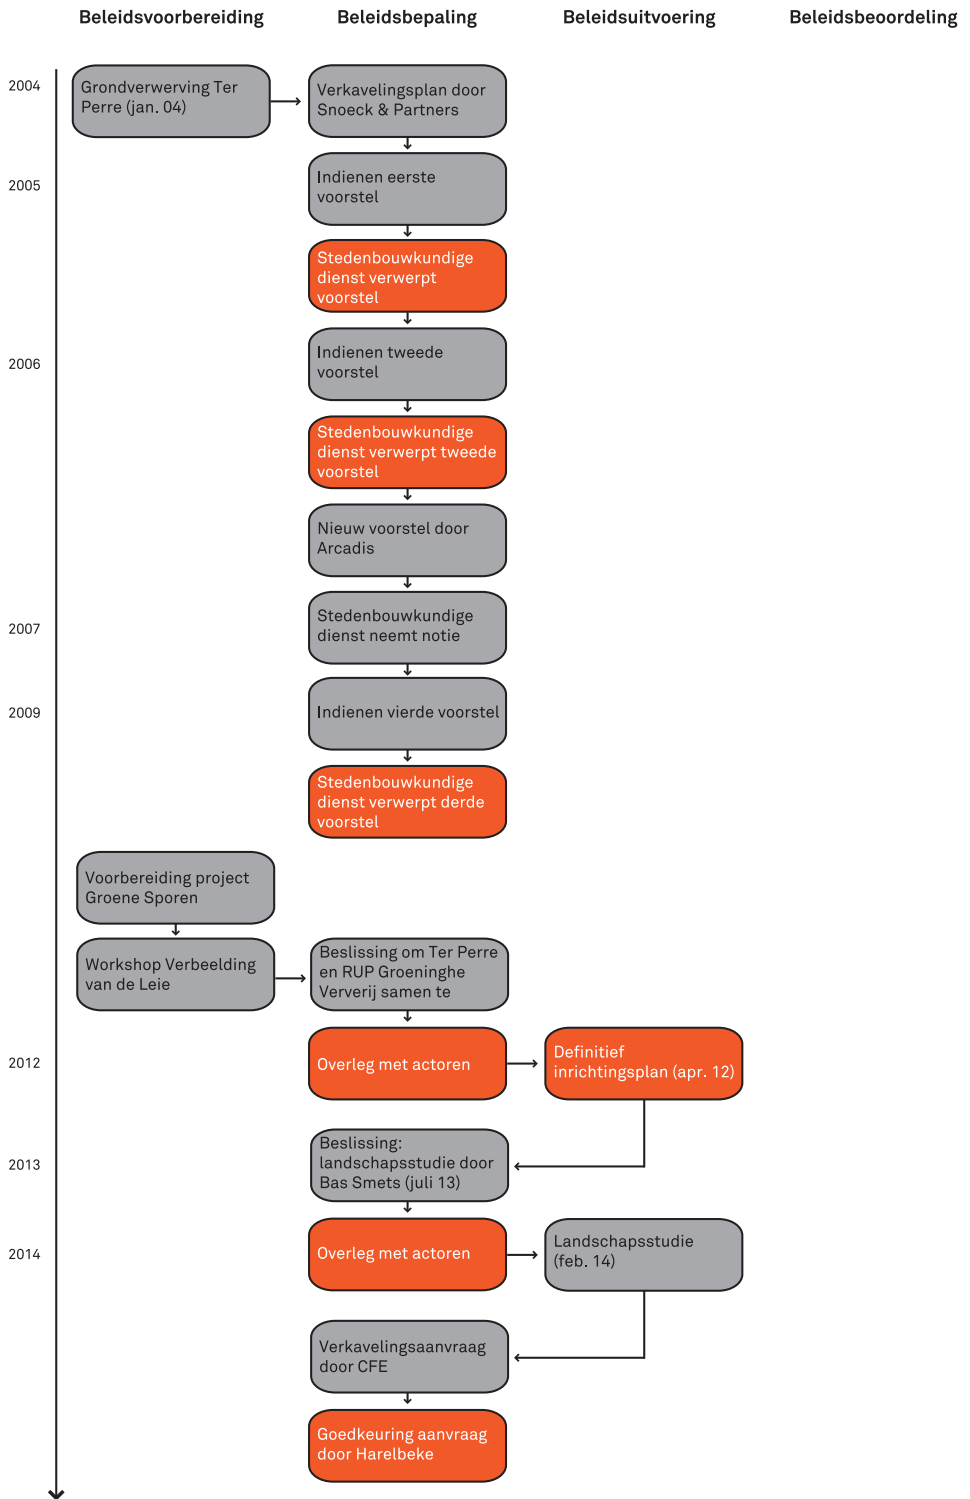 Beleidsvoorbereiding
Beleidsbepaling
Beleidsuitvoering
Beleidsbeoordeling
2004
Grondverwerving Ter
Perre (jan. 04)
Verkavelingsplan door
Snoeck & Partners
2005
Indienen eerste
voorstel
Stedenbouwkundige
dienst verwerpt
voorstel
2006
Indienen tweede
voorstel
Stedenbouwkundige
dienst verwerpt tweede
voorstel
Nieuw voorstel door
Arcadis
2007
Stedenbouwkundige
dienst neemt notie
2009
Indienen vierde voorstel
Stedenbouwkundige
dienst verwerpt derde
voorstel
Voorbereiding project
Groene Sporen
Workshop Verbeelding
van de Leie
Beslissing om Ter Perre
en RUP Groeninghe
Ververij samen te
2012
Overleg met actoren
Definitief
inrichtingsplan (apr. 12)
2013
Beslissing:
landschapsstudie door
Bas Smets (juli 13)
2014
Overleg met actoren
Landschapsstudie
(feb. 14)
Verkavelingsaanvraag
door CFE
Goedkeuring aanvraag
door Harelbeke